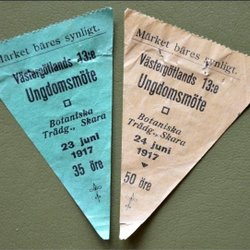 Märket bäres synligt.
Västergötlands 13:e
Ungdomsmöte
Botaniska
Trädg., Skara
23 juni
1917
35 öre
Märket bäres synligt.
Västergötlands 13:e
Ungdomsmöte
Botaniska
Trädg., Skara
24 juni
1917
50 öre